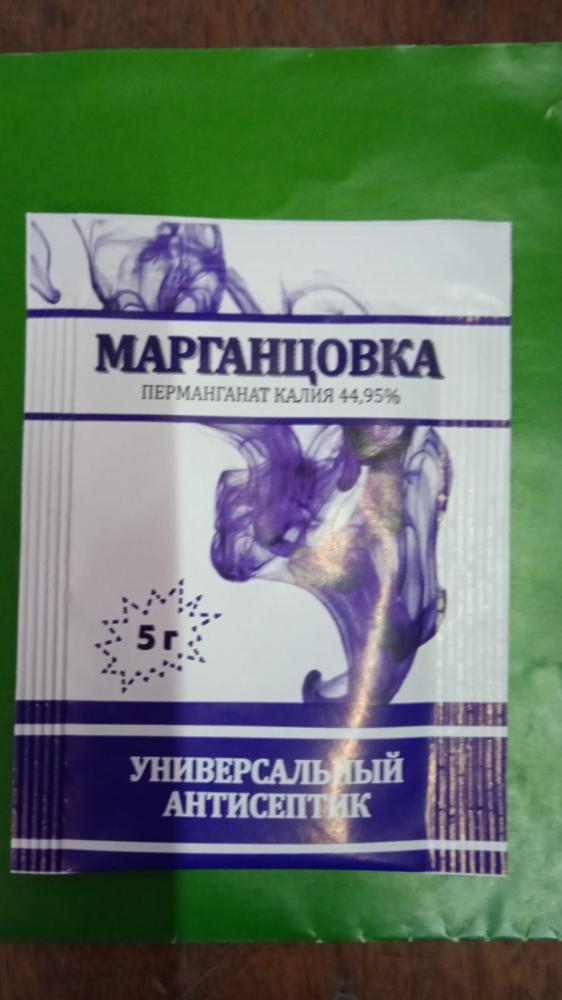 МАРГАНЦОВКА
ПЕРМАНГАНАТ КАЛИЯ 44,95%
5 г
УНИВЕРСАЛЬНЫЙ
АНТИСЕПТИК